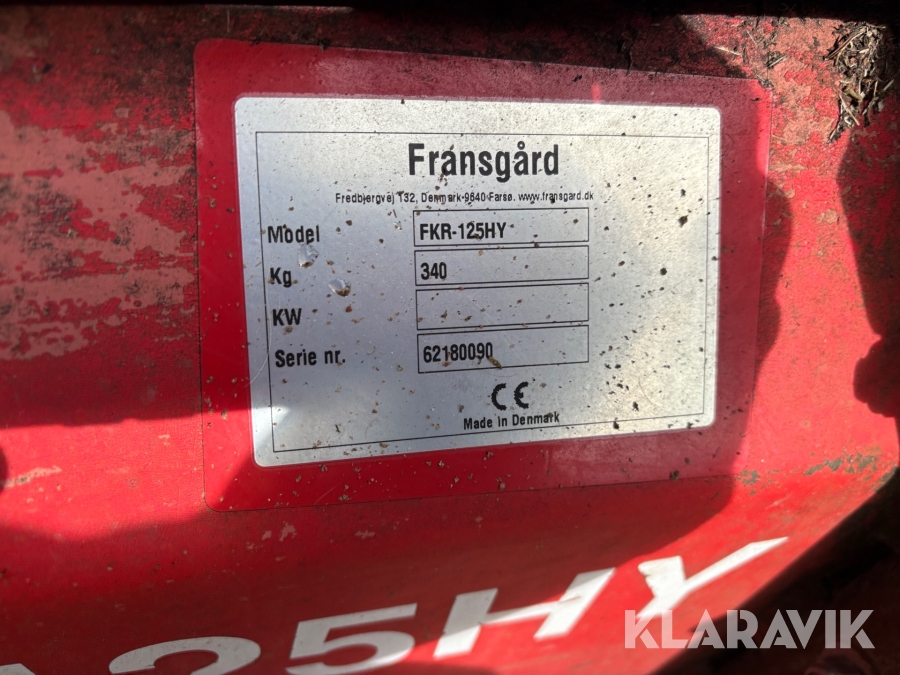 Fransgård
Fredbjergvej 132, Denmark-9640 Farsø. www.fransgard.dk
Model FKR-125HY
Kg 340
KW
Serie nr. 62180090
CE
Made in Denmark
125HY
KLARAVIK